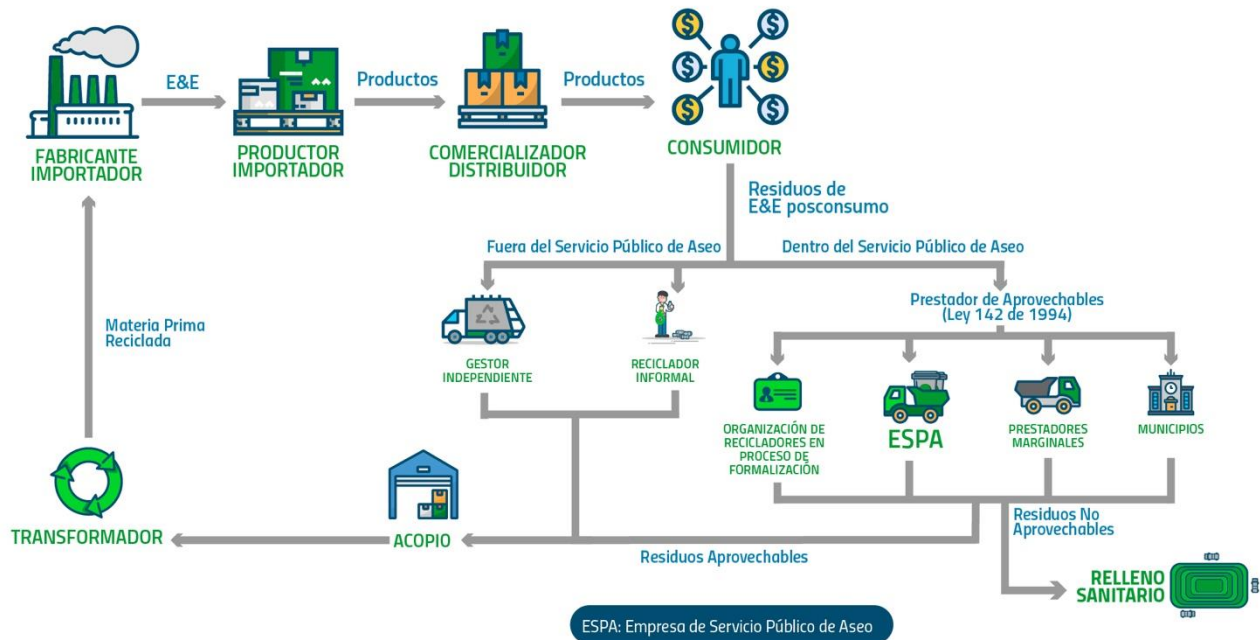 E&E
Productos
Productos
FABRICANTE
IMPORTADOR
PRODUCTOR
IMPORTADOR
COMERCIALIZADOR
DISTRIBUIDOR
CONSUMIDOR
Residuos de
E&E posconsumo
Fuera del Servicio Público de Aseo
Dentro del Servicio Público de Aseo
Prestador de Aprovechables
(Ley 142 de 1994)
Materia Prima
Reciclada
GESTOR
INDEPENDIENTE
RECICLADOR
INFORMAL
ORGANIZACIÓN DE
RECICLADORES EN
PROCESO DE
FORMALIZACIÓN
ESPA
PRESTADORES
MARGINALES
MUNICIPIOS
TRANSFORMADOR
ACOPIO
Residuos Aprovechables
Residuos No
Aprovechables
RELLENO
SANITARIO
ESPA: Empresa de Servicio Público de Aseo